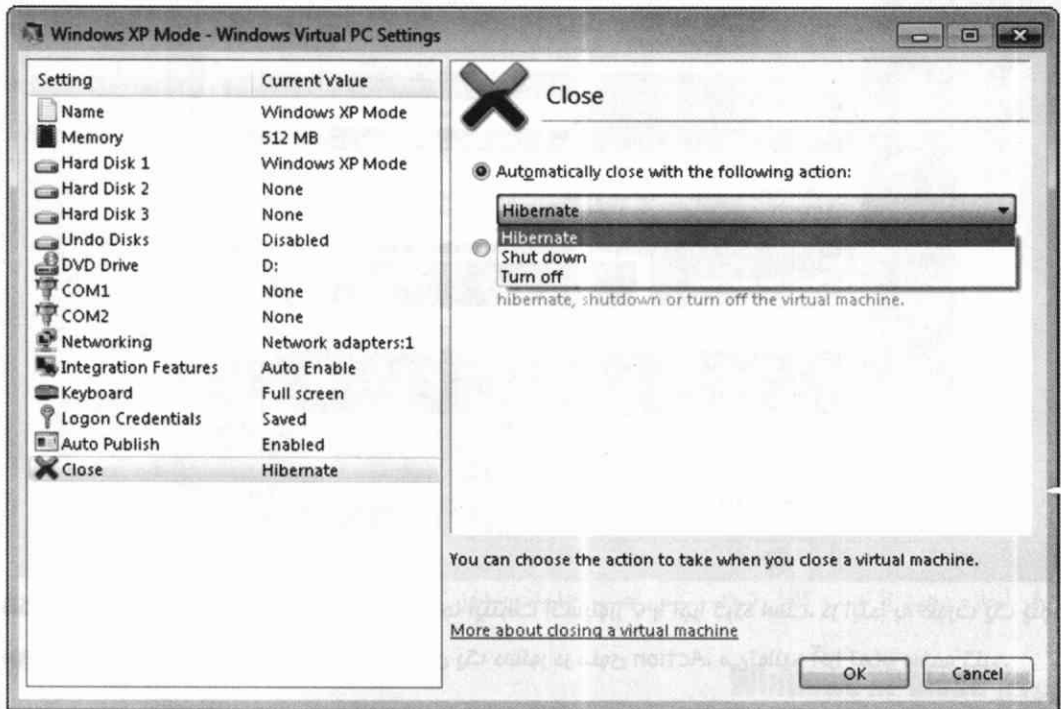 Windows XP Mode - Windows Virtual PC Settings
Setting Current Value
Name Windows XP Mode
Memory 512 MB
Hard Disk 1 Windows XP Mode
Hard Disk 2 None
Hard Disk 3 None
Undo Disks Disabled
DVD Drive D:
COM1 None
COM2 None
Networking Network adapters:1
Integration Features Auto Enable
Keyboard Full screen
Logon Credentials Saved
Auto Publish Enabled
Close Hibernate
Close
Automatically close with the following action:
Hibernate
Hibernate
Shut down
Turn off
hibernate, shutdown or turn off the virtual machine.
You can choose the action to take when you close a virtual machine.
More about closing a virtual machine
OK Cancel